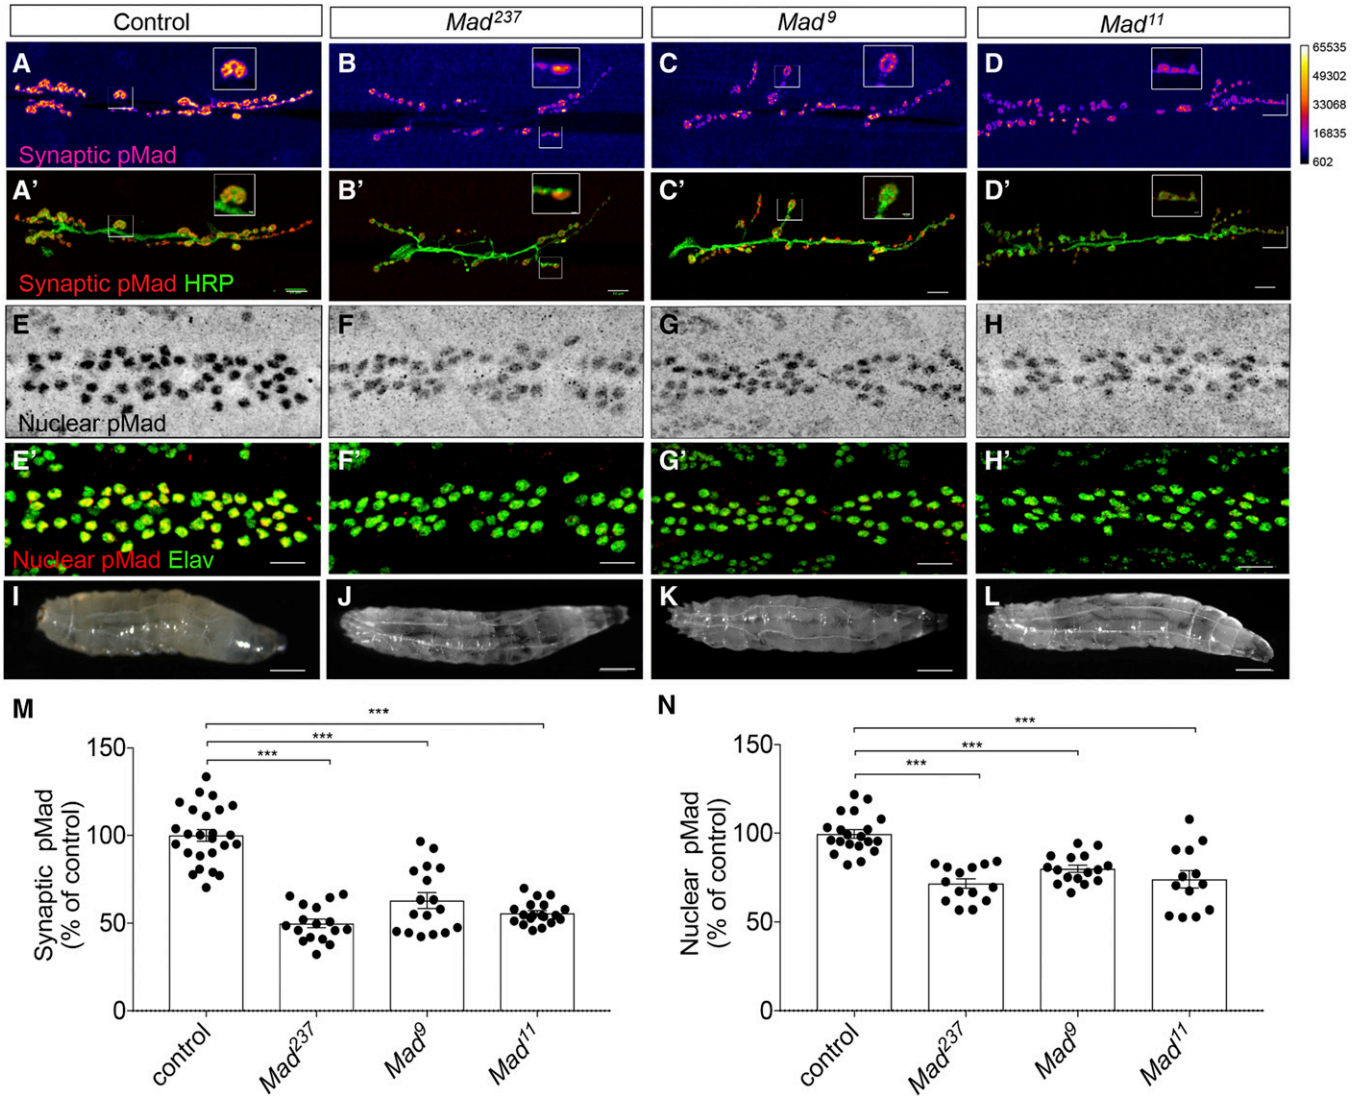 Control
Mad237
Mad9
Mad11
A
B
C
D
65535
49302
33068
16835
602
Synaptic pMad
A'
B'
C'
D'
Synaptic pMad HRP
E
F
G
H
Nuclear pMad
E'
F'
G'
H'
Nuclear pMad Elav
I
J
K
L
M
Synaptic pMad
(% of control)
150
100
50
0
***
***
***
control
Mad237
Mad9
Mad11
N
Nuclear pMad
(% of control)
150
100
50
0
***
***
***
control
Mad237
Mad9
Mad11